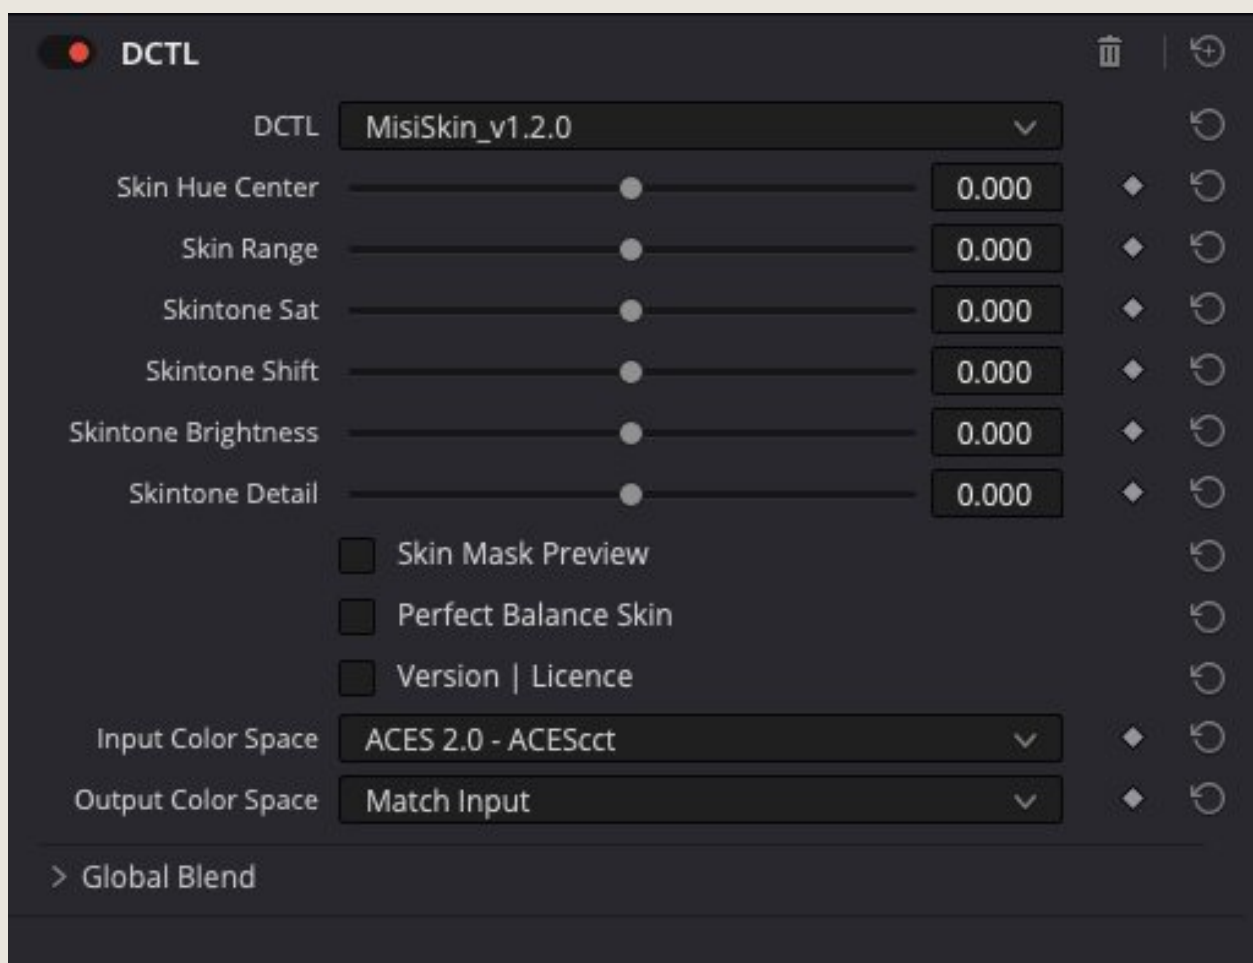 DCTL
DCTL MisiSkin_v1.2.0
Skin Hue Center 0.000
Skin Range 0.000
Skintone Sat 0.000
Skintone Shift 0.000
Skintone Brightness 0.000
Skintone Detail 0.000
Skin Mask Preview
Perfect Balance Skin
Version | Licence
Input Color Space ACES 2.0 - ACEScct
Output Color Space Match Input
Global Blend